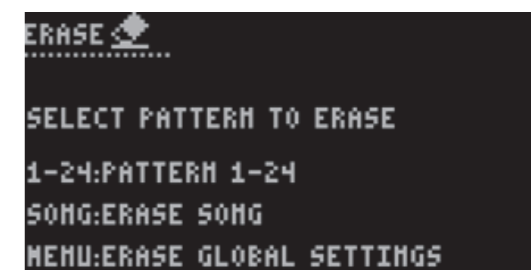 ERASE
SELECT PATTERN TO ERASE
1-24:PATTERN 1-24
SONG:ERASE SONG
MENU:ERASE GLOBAL SETTINGS